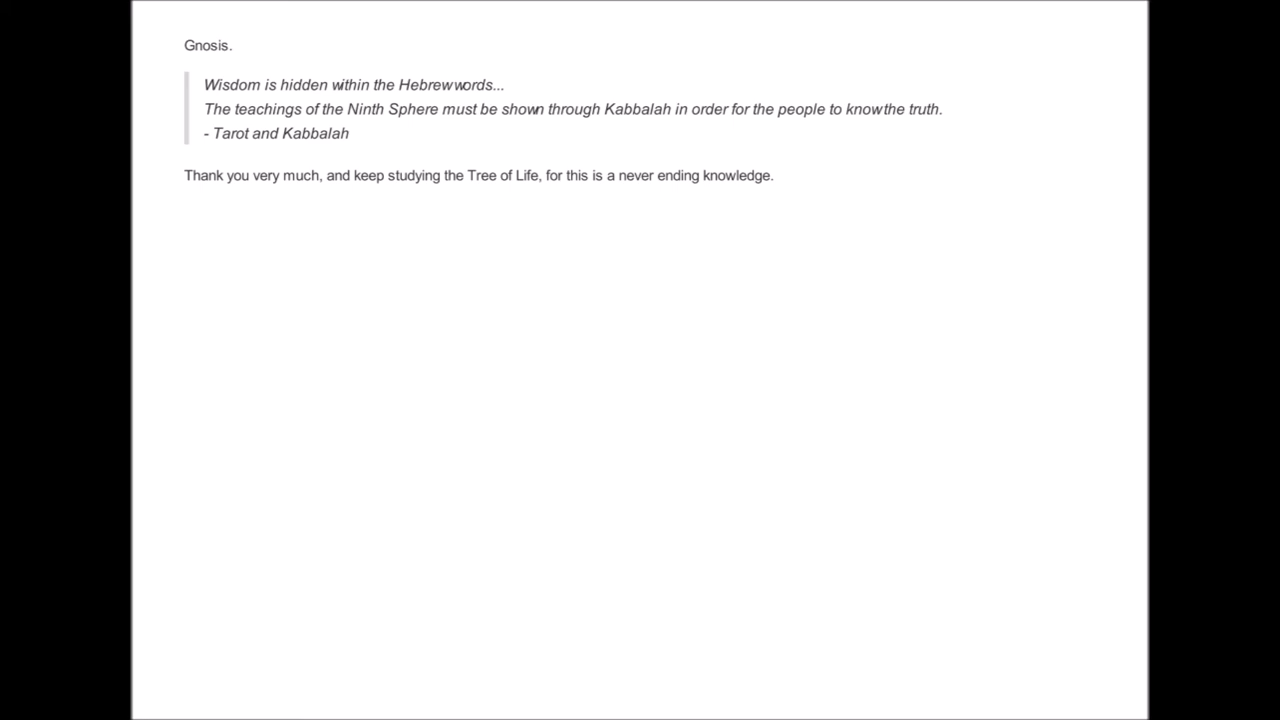 Gnosis.
Wisdom is hidden within the Hebrew words...
The teachings of the Ninth Sphere must be shown through Kabbalah in order for the people to know the truth.
- Tarot and Kabbalah
Thank you very much, and keep studying the Tree of Life, for this is a never ending knowledge.